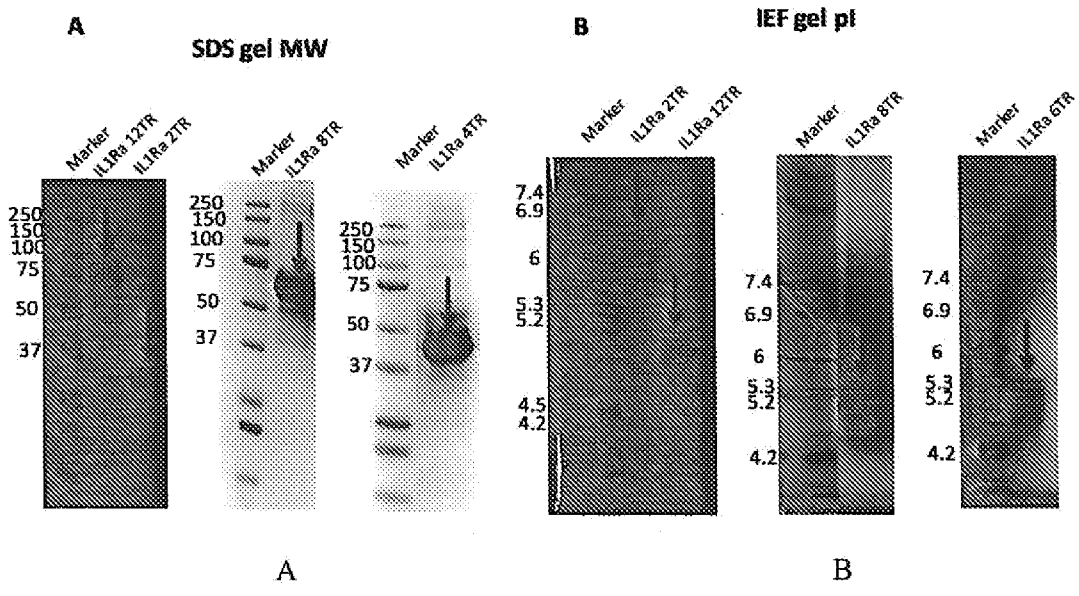 A
SDS gel MW
Marker
IL1Ra 12TR
IL1Ra 2TR
250
150
100
75
50
37
Marker
IL1Ra 8TR
250
150
100
75
50
37
Marker
IL1Ra 4TR
250
150
100
75
50
37
A
B
IEF gel pI
Marker
IL1Ra 2TR
IL1Ra 12TR
7.4
6.9
6
5.3
5.2
4.5
4.2
Marker
IL1Ra 8TR
7.4
6.9
6
5.3
5.2
4.2
Marker
IL1Ra 6TR
7.4
6.9
6
5.3
5.2
4.2
B